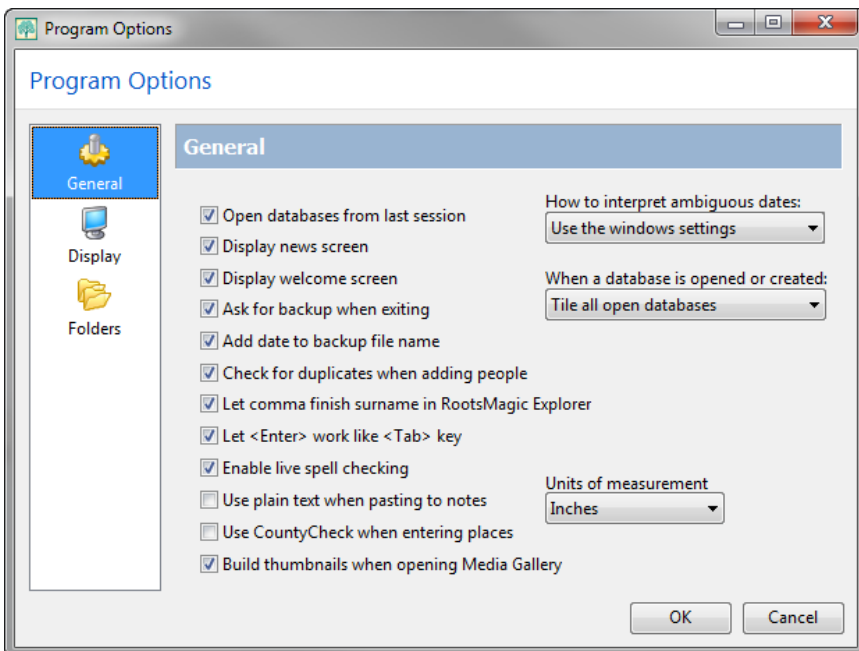 Program Options
Program Options
General
Display
Folders
General
Open databases from last session
Display news screen
Display welcome screen
Ask for backup when exiting
Add date to backup file name
Check for duplicates when adding people
Let comma finish surname in RootsMagic Explorer
Let <Enter> work like <Tab> key
Enable live spell checking
Use plain text when pasting to notes
Use CountyCheck when entering places
Build thumbnails when opening Media Gallery
How to interpret ambiguous dates:
Use the windows settings
When a database is opened or created:
Tile all open databases
Units of measurement
Inches
OK
Cancel